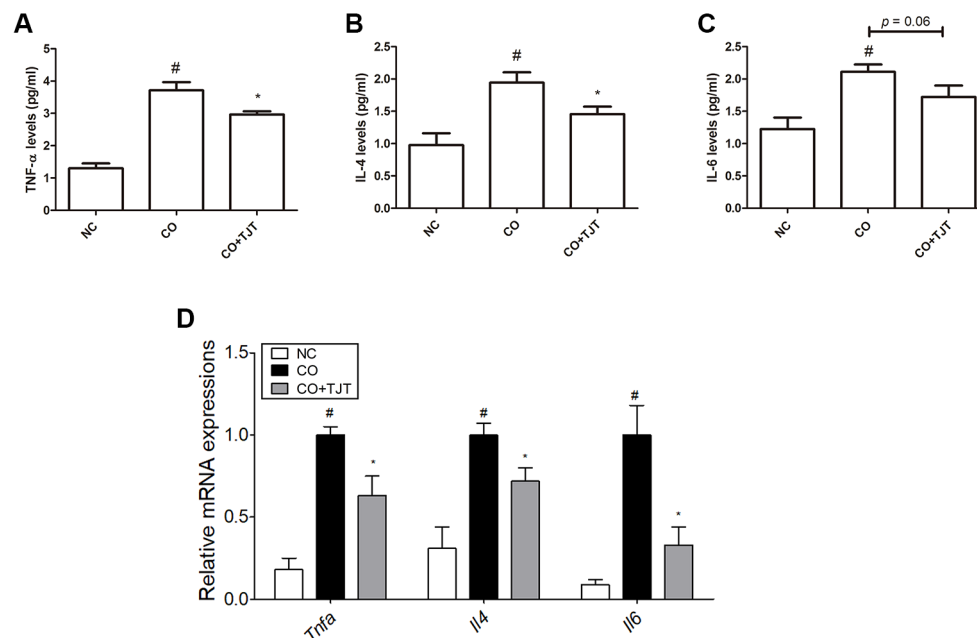 A
TNF-α levels (pg/ml)
5
4
3
2
1
0
#
*
NC
CO
CO+TJT
B
IL-4 levels (pg/ml)
2.5
2.0
1.5
1.0
0.5
0.0
#
*
NC
CO
CO+TJT
C
p = 0.06
IL-6 levels (pg/ml)
2.5
2.0
1.5
1.0
0.5
0.0
#
NC
CO
CO+TJT
D
Relative mRNA expressions
1.5
1.0
0.5
0.0
NC
CO
CO+TJT
#
*
#
*
#
*
Tnfa
Il4
Il6